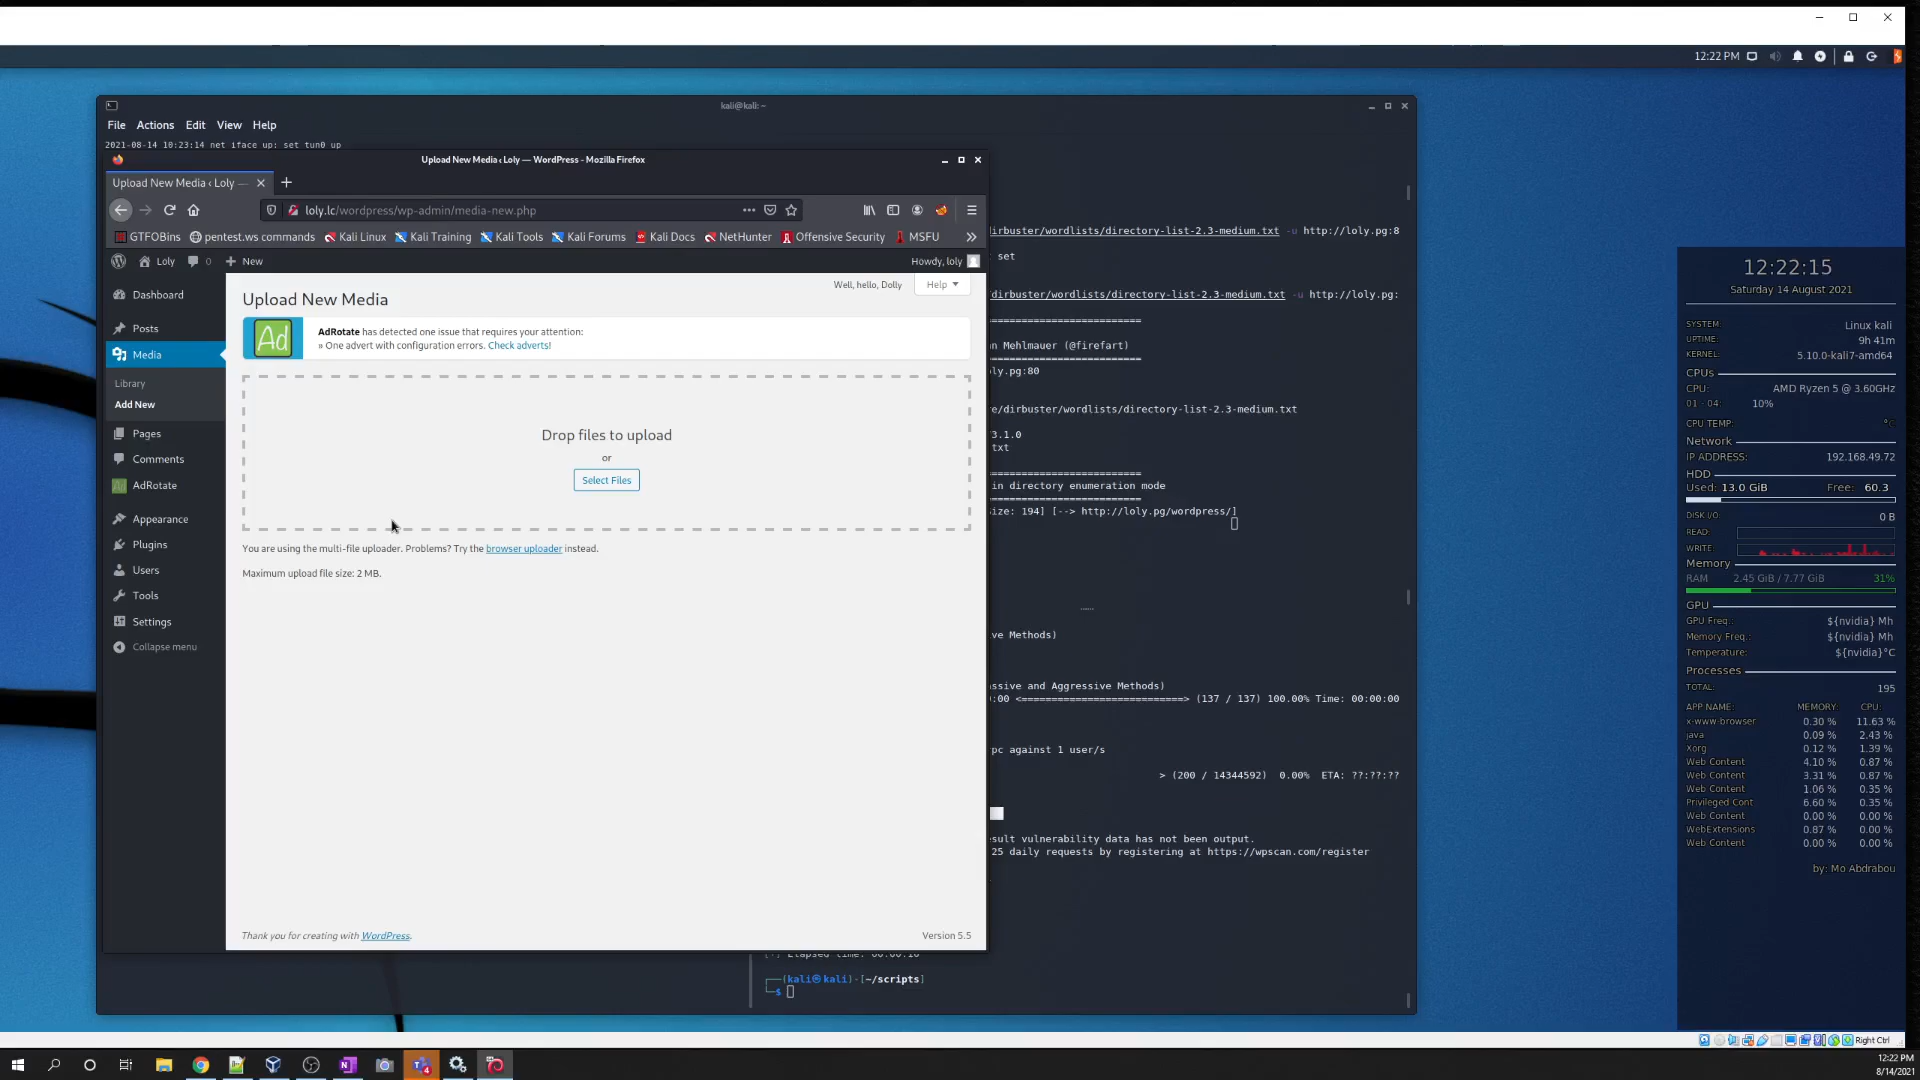 12:22 PM
kali@kali: ~
File Actions Edit View Help
2021-08-14 10:23:14 net_iface_up: set tun0 up
Upload New Media ‹ Loly — WordPress - Mozilla Firefox
Upload New Media ‹ Loly —
loly.lc/wordpress/wp-admin/media-new.php
GTFOBins pentest.ws commands Kali Linux Kali Training Kali Tools Kali Forums Kali Docs NetHunter Offensive Security MSFU
Loly 0 New Howdy, loly
Well, hello, Dolly Help
Dashboard
Posts
Media
Library
Add New
Pages
Comments
AdRotate
Appearance
Plugins
Users
Tools
Settings
Collapse menu
Upload New Media
Ad
AdRotate has detected one issue that requires your attention:
» One advert with configuration errors. Check adverts!
Drop files to upload
or
Select Files
You are using the multi-file uploader. Problems? Try the browser uploader instead.
Maximum upload file size: 2 MB.
Thank you for creating with WordPress.
Version 5.5
dirbuster/wordlists/directory-list-2.3-medium.txt -u http://loly.pg:8
set
/dirbuster/wordlists/directory-list-2.3-medium.txt -u http://loly.pg:
===========================
an Mehlmauer (@firefart)
===========================
oly.pg:80
e/dirbuster/wordlists/directory-list-2.3-medium.txt
3.1.0
txt
===========================
in directory enumeration mode
===========================
Size: 194] [--> http://loly.pg/wordpress/]
ve Methods)
assive and Aggressive Methods)
:00 <============================> (137 / 137) 100.00% Time: 00:00:00
rpc against 1 user/s
> (200 / 14344592) 0.00% ETA: ??:??:??
esult vulnerability data has not been output.
25 daily requests by registering at https://wpscan.com/register
[+] Elapsed time: 00:00:10
(kali㉿kali)-[~/scripts]
$
12:22:15
Saturday 14 August 2021
SYSTEM: Linux kali
UPTIME: 9h 41m
KERNEL: 5.10.0-kali7-amd64
CPUs
CPU: AMD Ryzen 5 @ 3.60GHz
01 - 04: 10%
CPU TEMP: °C
Network
IP ADDRESS: 192.168.49.72
HDD
Used: 13.0 GiB Free: 60.3
DISK I/O: 0 B
READ:
WRITE
Memory
RAM 2.45 GiB / 7.77 GiB 31%
GPU
GPU Freq.: ${nvidia} Mh
Memory Freq.: ${nvidia} Mh
Temperature: ${nvidia}°C
Processes
TOTAL: 195
APP NAME: MEMORY: CPU:
x-www-browser 0.30 % 11.63 %
java 0.09 % 2.43 %
Xorg 0.12 % 1.39 %
Web Content 4.10 % 0.87 %
Web Content 3.31 % 0.87 %
Web Content 1.06 % 0.35 %
Privileged Cont 6.60 % 0.35 %
Web Content 0.00 % 0.00 %
WebExtensions 0.87 % 0.00 %
Web Content 0.00 % 0.00 %
by: Mo Abdrabou
Right Ctrl
12:22 PM
8/14/2021